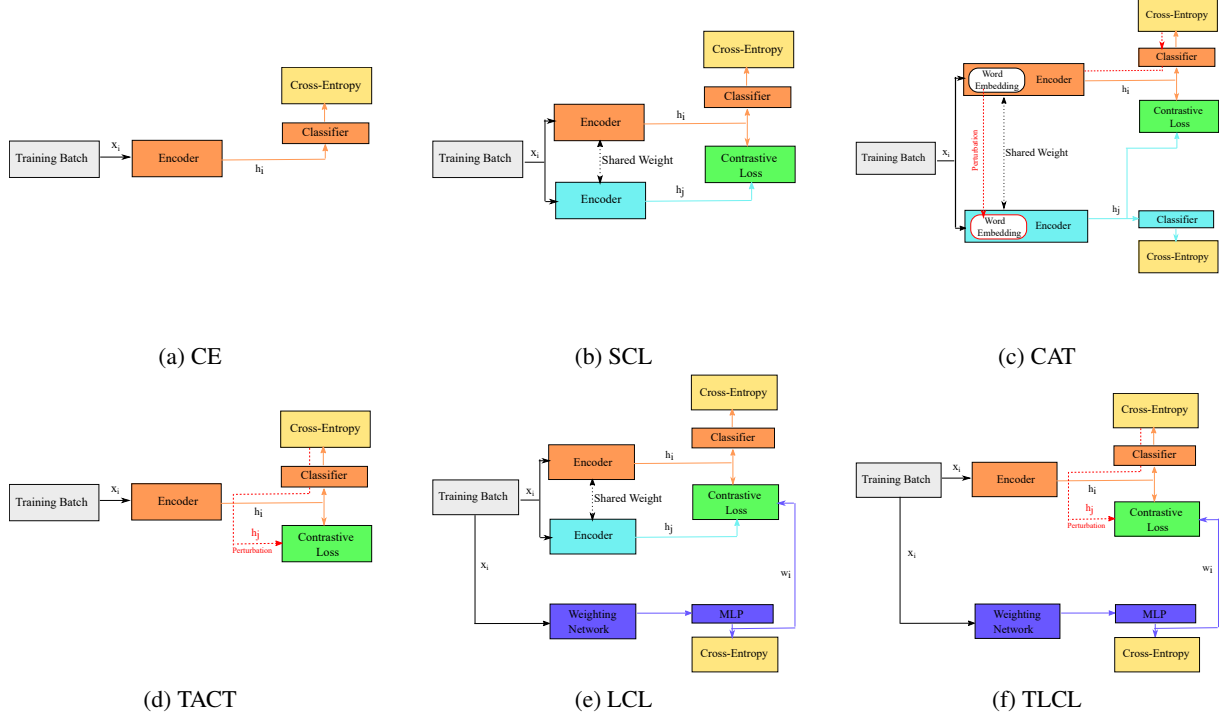 Cross-Entropy
Classifier
Training Batch
xi
Encoder
hi
(a) CE
Cross-Entropy
Classifier
Encoder
hi
Training Batch
xi
Shared Weight
Contrastive
Loss
Encoder
hj
(b) SCL
Cross-Entropy
Classifier
Word
Embedding
Encoder
hi
Contrastive
Loss
Training Batch
xi
Perturbation
Shared Weight
Word
Embedding
Encoder
hj
Classifier
Cross-Entropy
(c) CAT
Cross-Entropy
Classifier
Training Batch
xi
Encoder
hi
hj
Perturbation
Contrastive
Loss
(d) TACT
Cross-Entropy
Classifier
Encoder
hi
Training Batch
xi
Shared Weight
Contrastive
Loss
Encoder
hj
xi
wi
Weighting
Network
MLP
Cross-Entropy
(e) LCL
Cross-Entropy
Classifier
Training Batch
xi
Encoder
hi
hj
Perturbation
Contrastive
Loss
xi
wi
Weighting
Network
MLP
Cross-Entropy
(f) TLCL